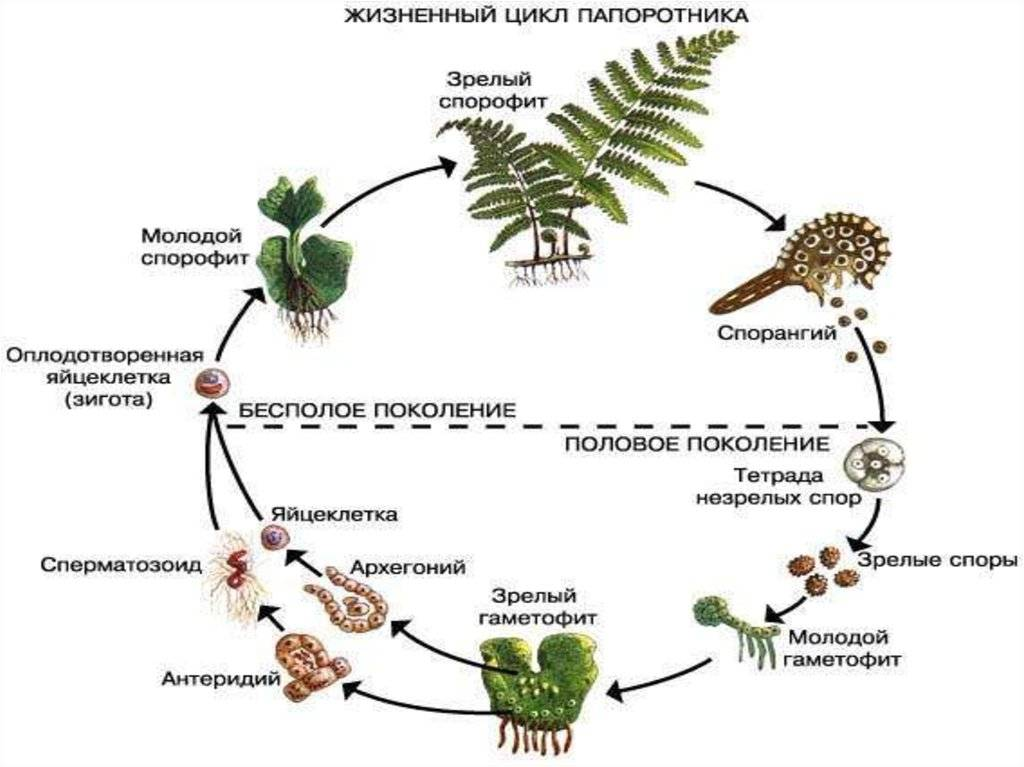 ЖИЗНЕННЫЙ ЦИКЛ ПАПОРОТНИКА
Зрелый
спорофит
Молодой
спорофит
Спорангий
Оплодотворенная
яйцеклетка
(зигота)
БЕСПОЛОЕ ПОКОЛЕНИЕ
ПОЛОВОЕ ПОКОЛЕНИЕ
Тетрада
незрелых спор
Яйцеклетка
Сперматозоид
Архегоний
Зрелые споры
Зрелый
гаметофит
Молодой
гаметофит
Антеридий